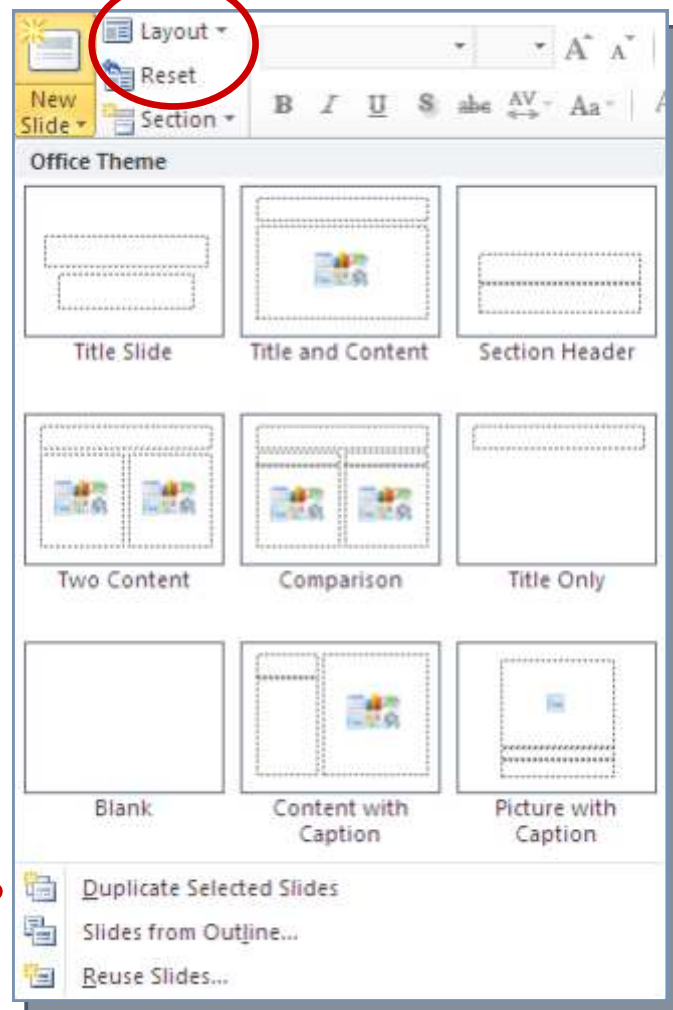 Layout
Reset
New
Slide
Section
A A
B I U S abc AV Aa
Office Theme
Title Slide
Title and Content
Section Header
Two Content
Comparison
Title Only
Blank
Content with
Caption
Picture with
Caption
Duplicate Selected Slides
Slides from Outline...
Reuse Slides...